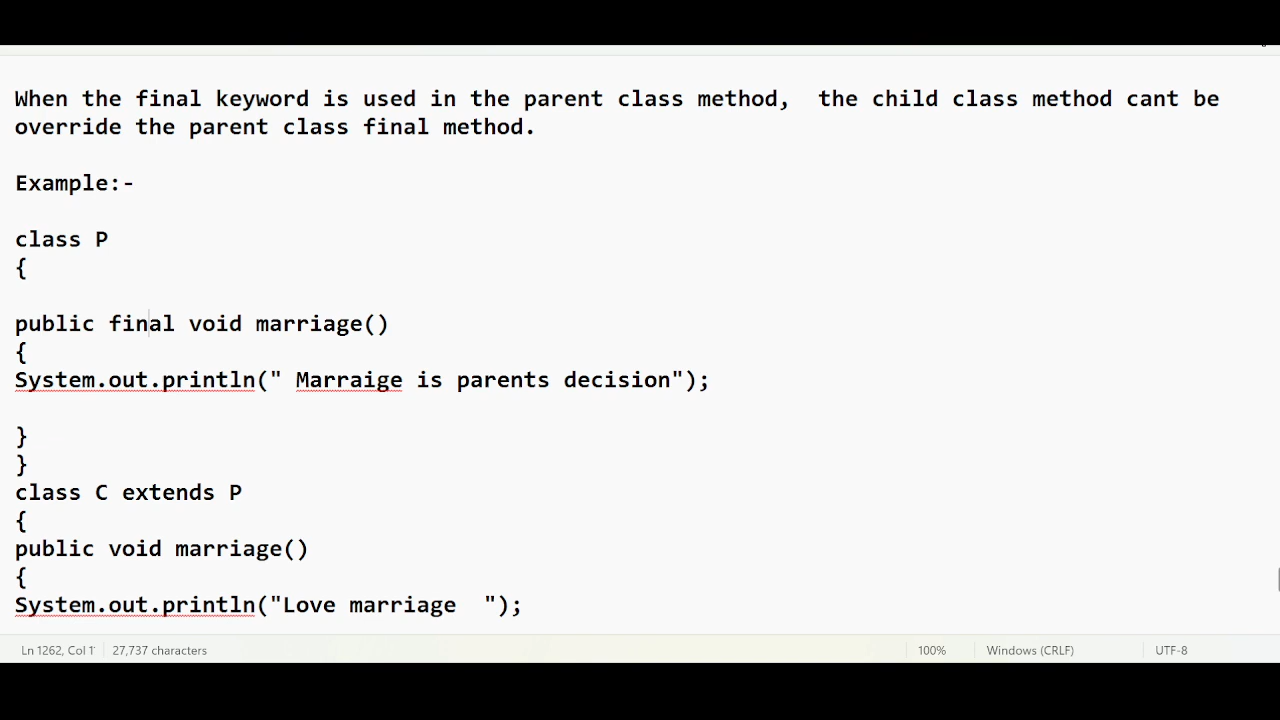 When the final keyword is used in the parent class method,  the child class method cant be
override the parent class final method.
Example:-
class P
{
public final void marriage()
{
System.out.println(" Marraige is parents decision");
}
}
class C extends P
{
public void marriage()
{
System.out.println("Love marriage  ");
Ln 1262, Col 1 27,737 characters 100% Windows (CRLF) UTF-8